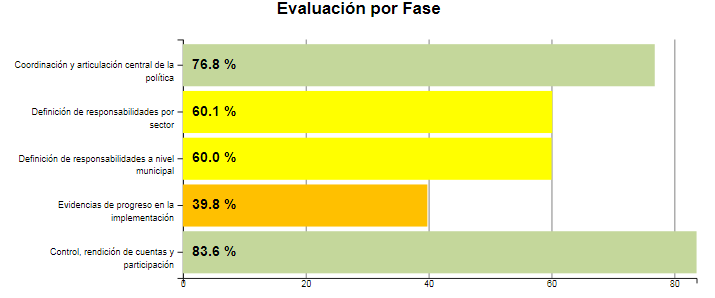 Evaluación por Fase
Coordinación y articulación central de la
política
76.8 %
Definición de responsabilidades por
sector
60.1 %
Definición de responsabilidades a nivel
municipal
60.0 %
Evidencias de progreso en la
implementación
39.8 %
Control, rendición de cuentas y
participación
83.6 %
0 20 40 60 80